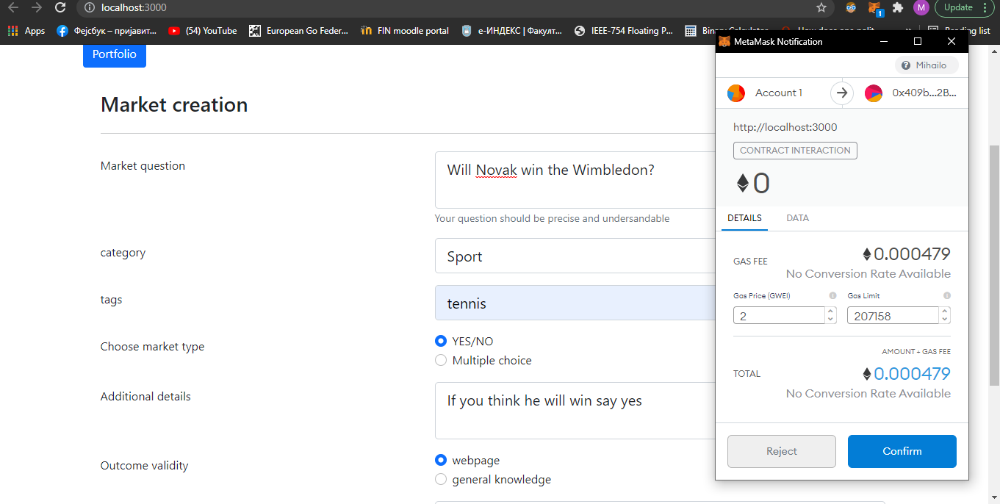 localhost:3000
M
Update
1
Apps
Фејсбук – пријавит...
(54) YouTube
European Go Feder...
FIN moodle portal
е-ИНДЕКС | Факулт...
IEEE-754 Floating P...
Reading list
Portfolio
Market creation
Market question
Will Novak win the Wimbledon?
Your question should be precise and undersandable
category
Sport
tags
tennis
Choose market type
YES/NO
Multiple choice
Additional details
If you think he will win say yes
Outcome validity
webpage
general knowledge
MetaMask Notification
Mihailo
Account 1
0x409b...2B...
http://localhost:3000
CONTRACT INTERACTION
0
DETAILS
DATA
GAS FEE
0.000479
No Conversion Rate Available
Gas Price (GWEI)
Gas Limit
2
207158
AMOUNT + GAS FEE
TOTAL
0.000479
No Conversion Rate Available
Reject
Confirm